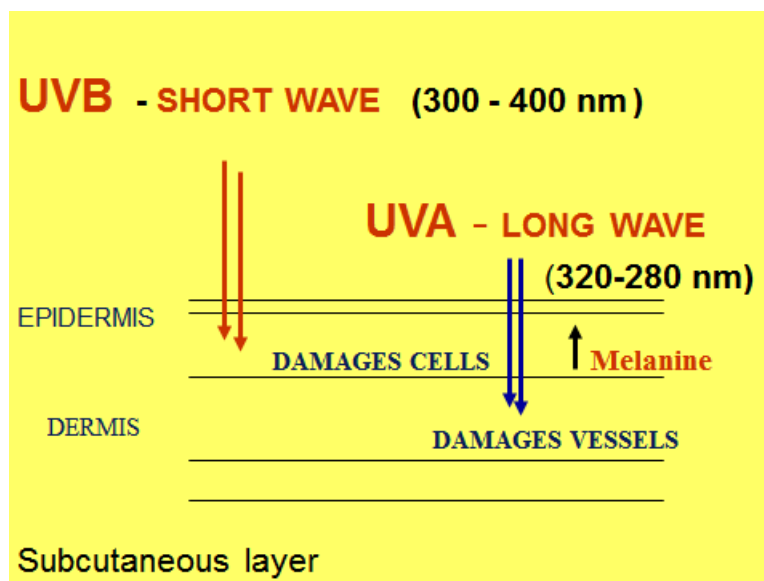 UVB - SHORT WAVE (300 - 400 nm)
UVA - LONG WAVE
(320-280 nm)
EPIDERMIS
DAMAGES CELLS
Melanine
DERMIS
DAMAGES VESSELS
Subcutaneous layer